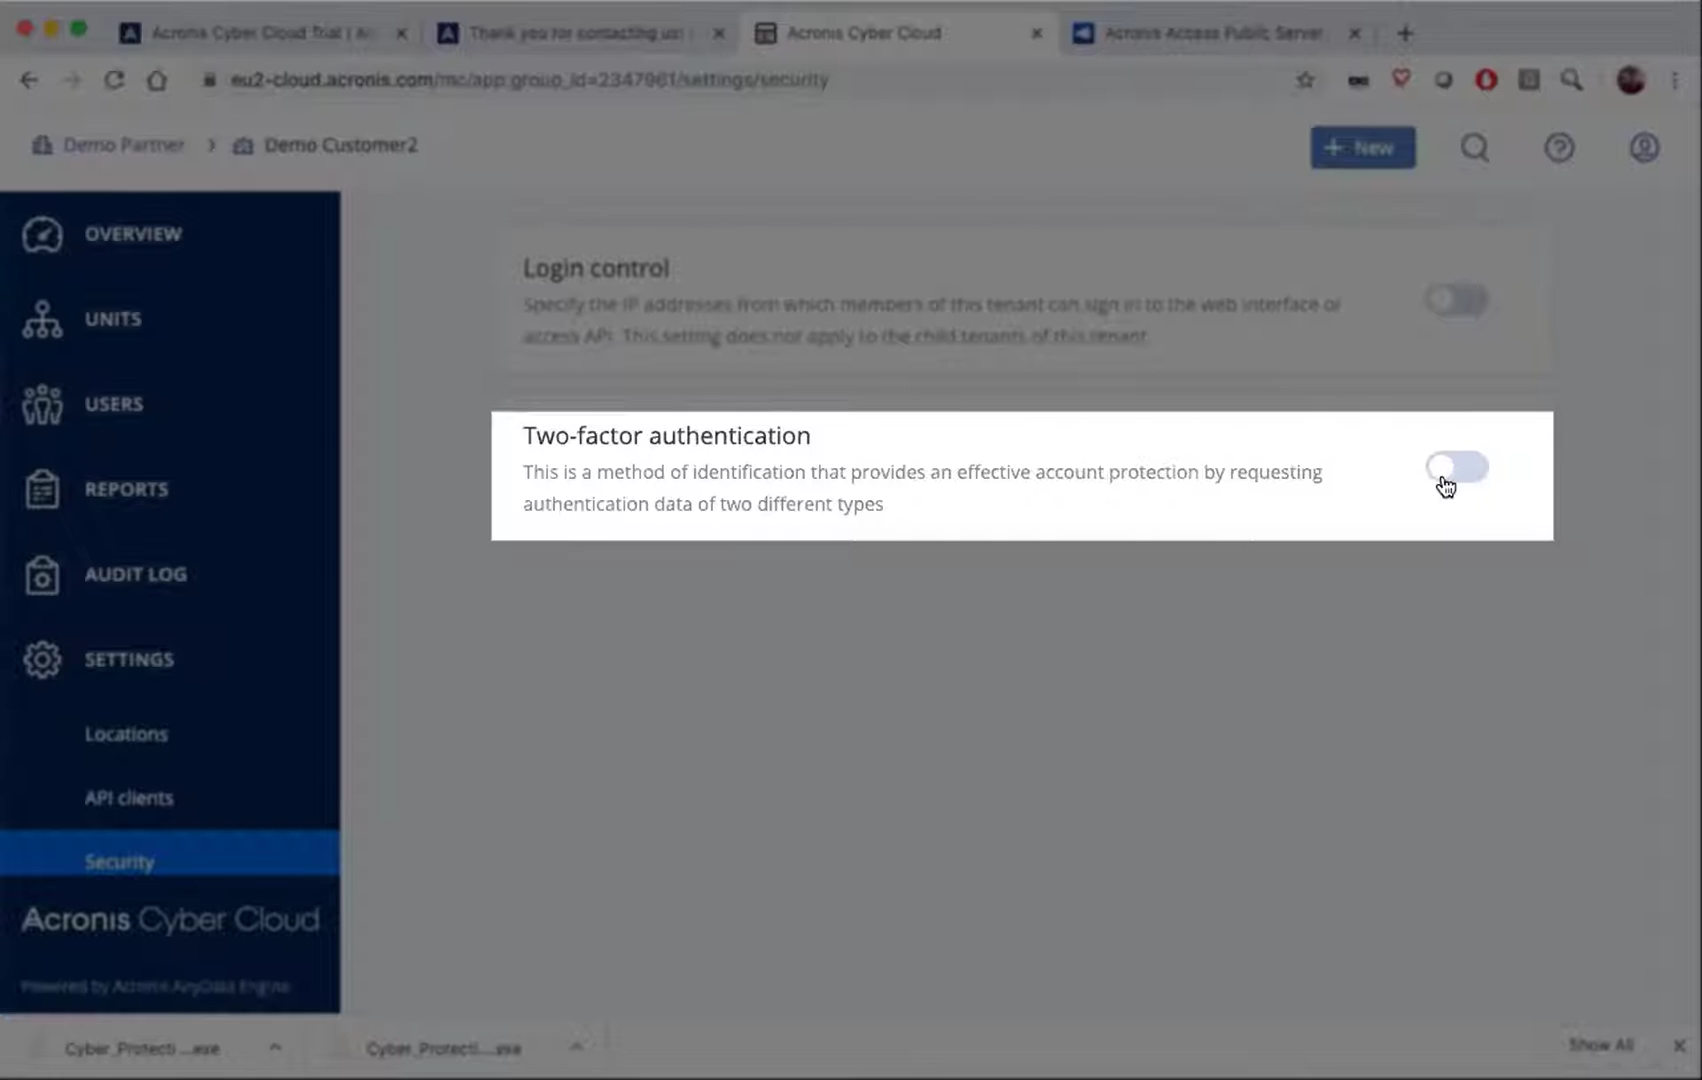 Acronis Cyber Cloud Trial | A
Thank you for contacting us! |
Acronis Cyber Cloud
Acronis Access Public Server
eu2-cloud.acronis.com/mc/app;group_id=2347961/settings/security
Demo Partner > Demo Customer2
+ New
OVERVIEW
UNITS
USERS
REPORTS
AUDIT LOG
SETTINGS
Locations
API clients
Security
Acronis Cyber Cloud
Powered by Acronis AnyData Engine
Login control
Specify the IP addresses from which members of this tenant can sign in to the web interface or
access API. This setting does not apply to the child tenants of this tenant.
Two-factor authentication
This is a method of identification that provides an effective account protection by requesting
authentication data of two different types
Cyber_Protecti....exe
Cyber_Protecti....exe
Show All